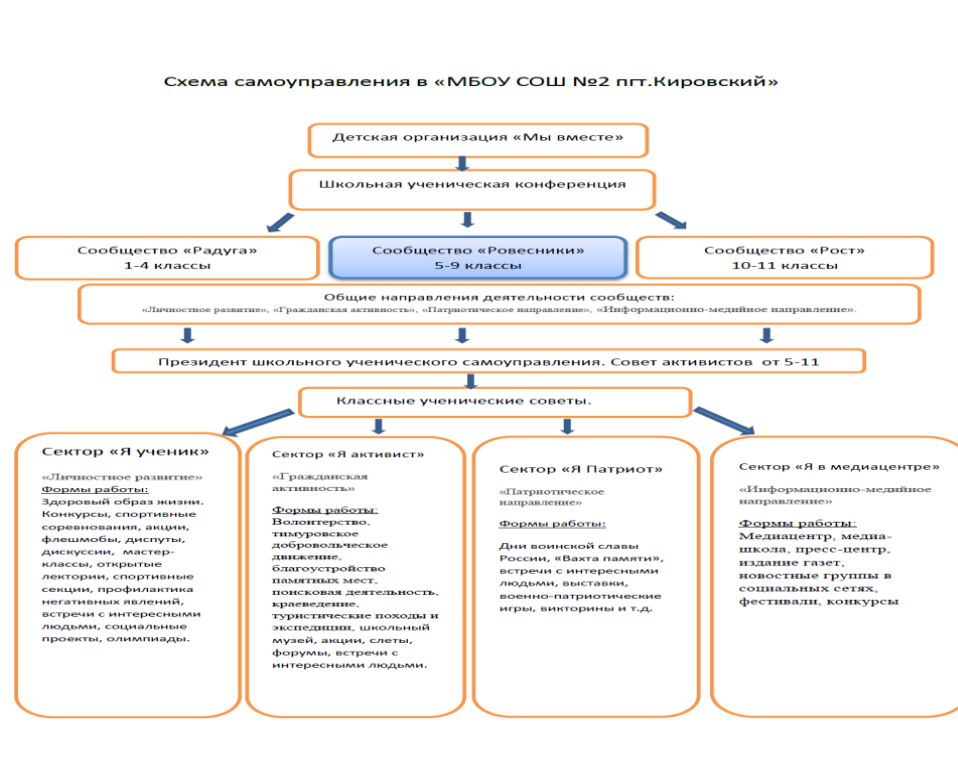 Схема самоуправления в «МБОУ СОШ №2 пгт.Кировский»
Детская организация «Мы вместе»
Школьная ученическая конференция
Сообщество «Радуга»
1-4 классы
Сообщество «Ровесники»
5-9 классы
Сообщество «Рост»
10-11 классы
Общие направления деятельности сообществ:
«Личностное развитие», «Гражданская активность», «Патриотическое направление», «Информационно-медийное направление».
Президент школьного ученического самоуправления. Совет активистов от 5-11
Классные ученические советы.
Сектор «Я ученик»
«Личностное развитие»
Формы работы:
Здоровый образ жизни.
Конкурсы, спортивные
соревнования, акции,
флешмобы, диспуты,
дискуссии, мастер-
классы, открытые
лектории, спортивные
секции, профилактика
негативных явлений,
встречи с интересными
людьми, социальные
проекты, олимпиады.
Сектор «Я активист»
«Гражданская
активность»
Формы работы:
Волонтерство,
тимуровское
добровольческое
движение,
благоустройство
памятных мест,
поисковая деятельность,
краеведение,
туристические походы и
экспедиции, школьный
музей, акции, слеты,
форумы, встречи с
интересными людьми.
Сектор «Я Патриот»
«Патриотическое
направление»
Формы работы:
Дни воинской славы
России, «Вахта памяти»,
встречи с интересными
людьми, выставки,
военно-патриотические
игры, викторины и т.д.
Сектор «Я в медиацентре»
«Информационно-медийное
направление»
Формы работы:
Медиацентр, медиа-
школа, пресс-центр,
издание газет,
новостные группы в
социальных сетях,
фестивали, конкурсы